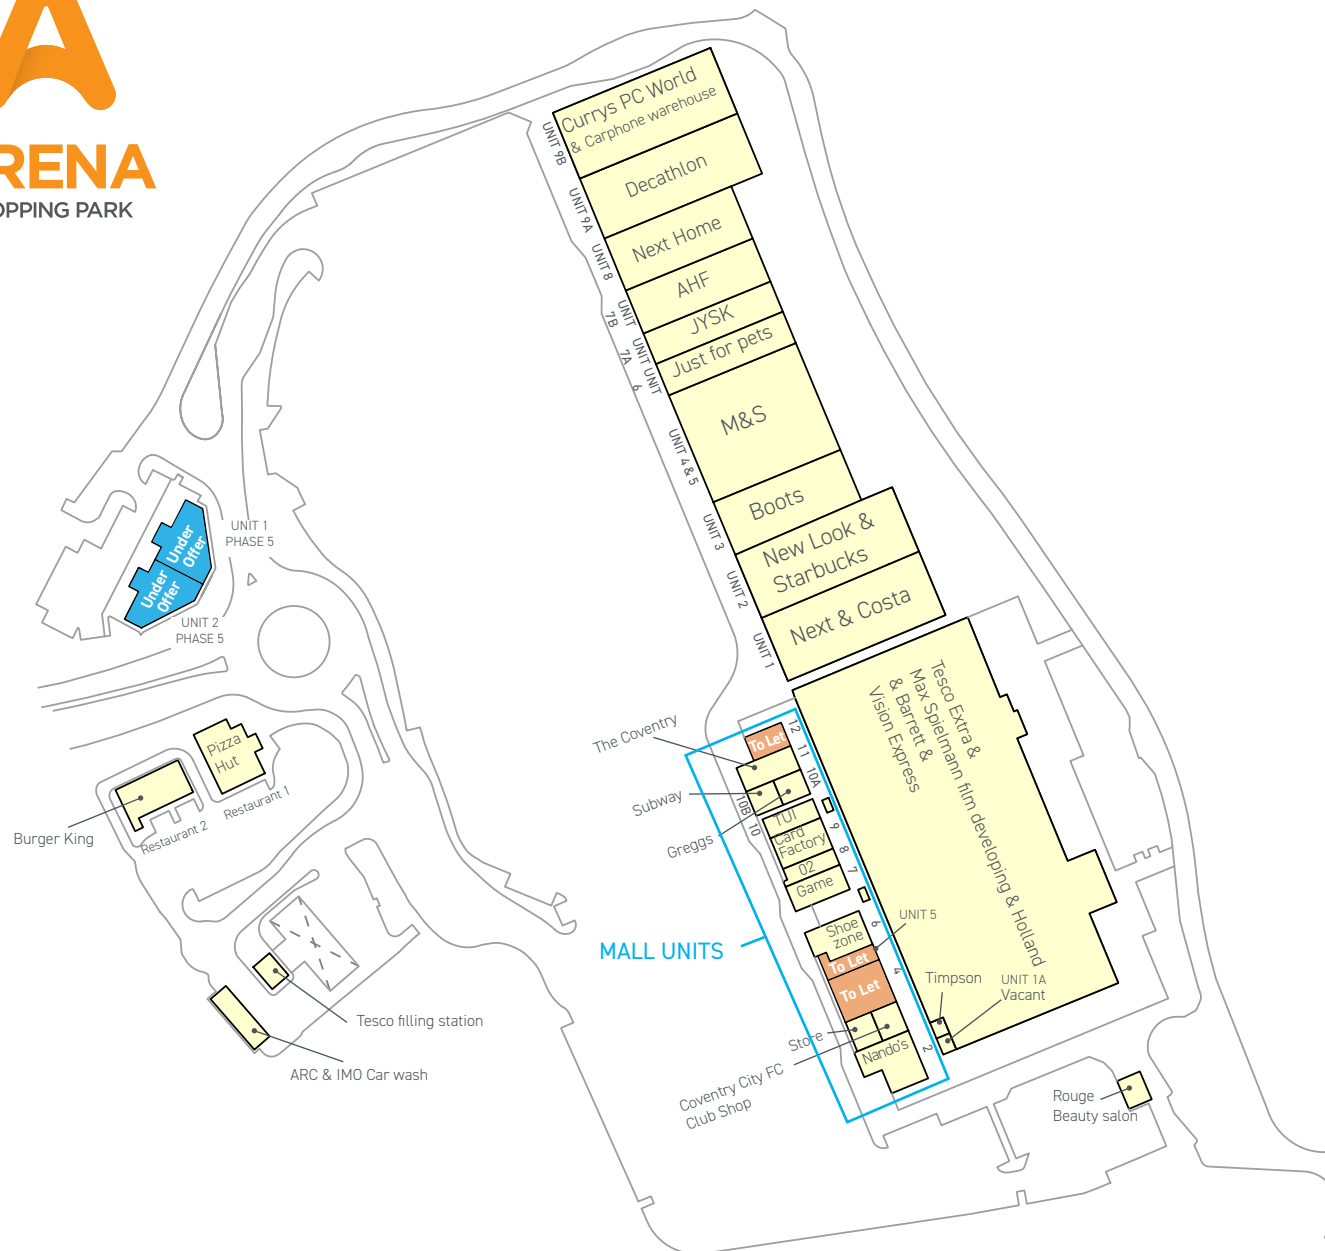 RENA
OPPING PARK
Currys PC World
& Carphone warehouse
UNIT 9B
Decathlon
UNIT 9A
Next Home
UNIT 8
AHF
UNIT
7B
JYSK
UNIT
7A
Just for pets
UNIT
6
M&S
UNIT 4 & 5
Boots
UNIT 3
New Look &
Starbucks
UNIT 2
Next & Costa
UNIT 1
Under
Offer
UNIT 1
PHASE 5
Under
Offer
UNIT 2
PHASE 5
Pizza
Hut
Restaurant 1
Burger King
Restaurant 2
Tesco Extra &
Max Spielmann film developing & Holland
& Barrett &
Vision Express
The Coventry
To Let
12
11
10A
Subway
10B
10
Greggs
TUI
9
Card
Factory
8
02
7
Game
MALL UNITS
Shoe
zone
6
UNIT 5
To Let
4
To Let
Timpson
UNIT 1A
Vacant
Store
Nando's
2
Coventry City FC
Club Shop
Rouge
Beauty salon
Tesco filling station
ARC & IMO Car wash